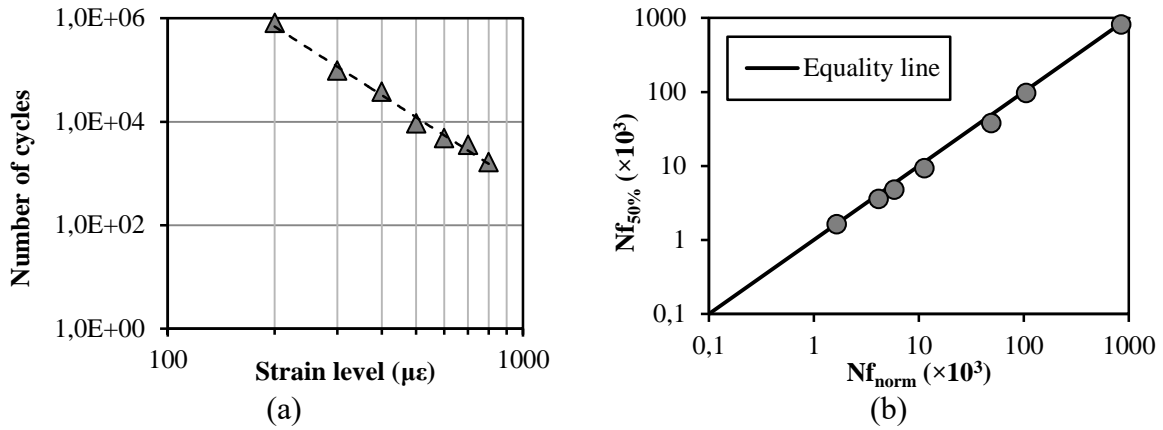 1,0E+06
1,0E+04
1,0E+02
1,0E+00
Number of cycles
100
1000
Strain level (με)
(a)
1000
100
10
1
0,1
Nf50% (×10³)
Equality line
0,1
1
10
100
1000
Nfnorm (×10³)
(b)